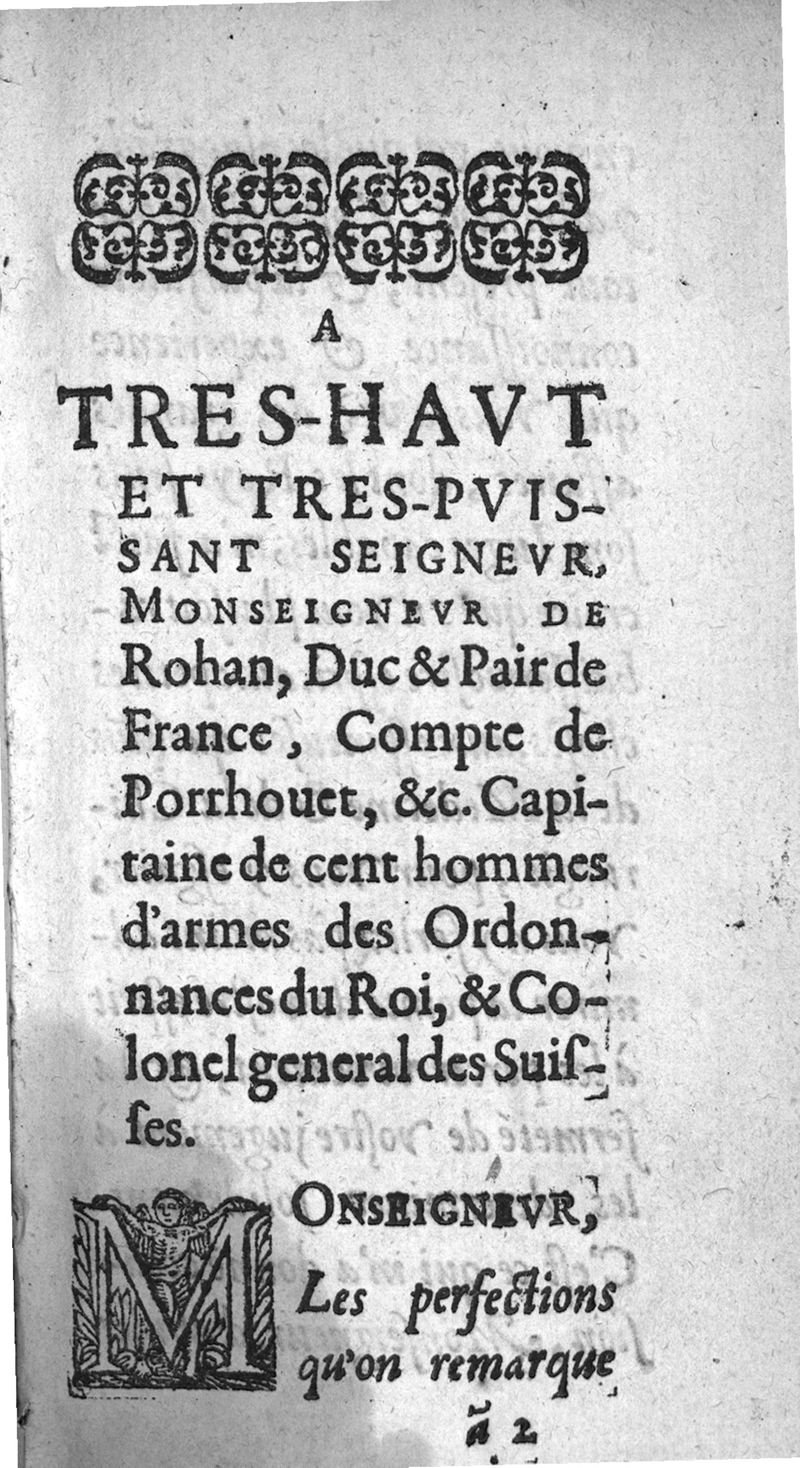 A
TRES-HAVT
ET TRES-PVIS-
SANT SEIGNEVR,
MONSEIGNEVR DE
Rohan, Duc & Pair de
France, Compte de
Porrhouet, &c. Capi-
taine de cent hommes
d'armes des Ordon-
nances du Roi, & Co-
lonel general des Suiſ-
ſes.
MONSEIGNEVR,
Les perfections
qu'on remarque
ã 2